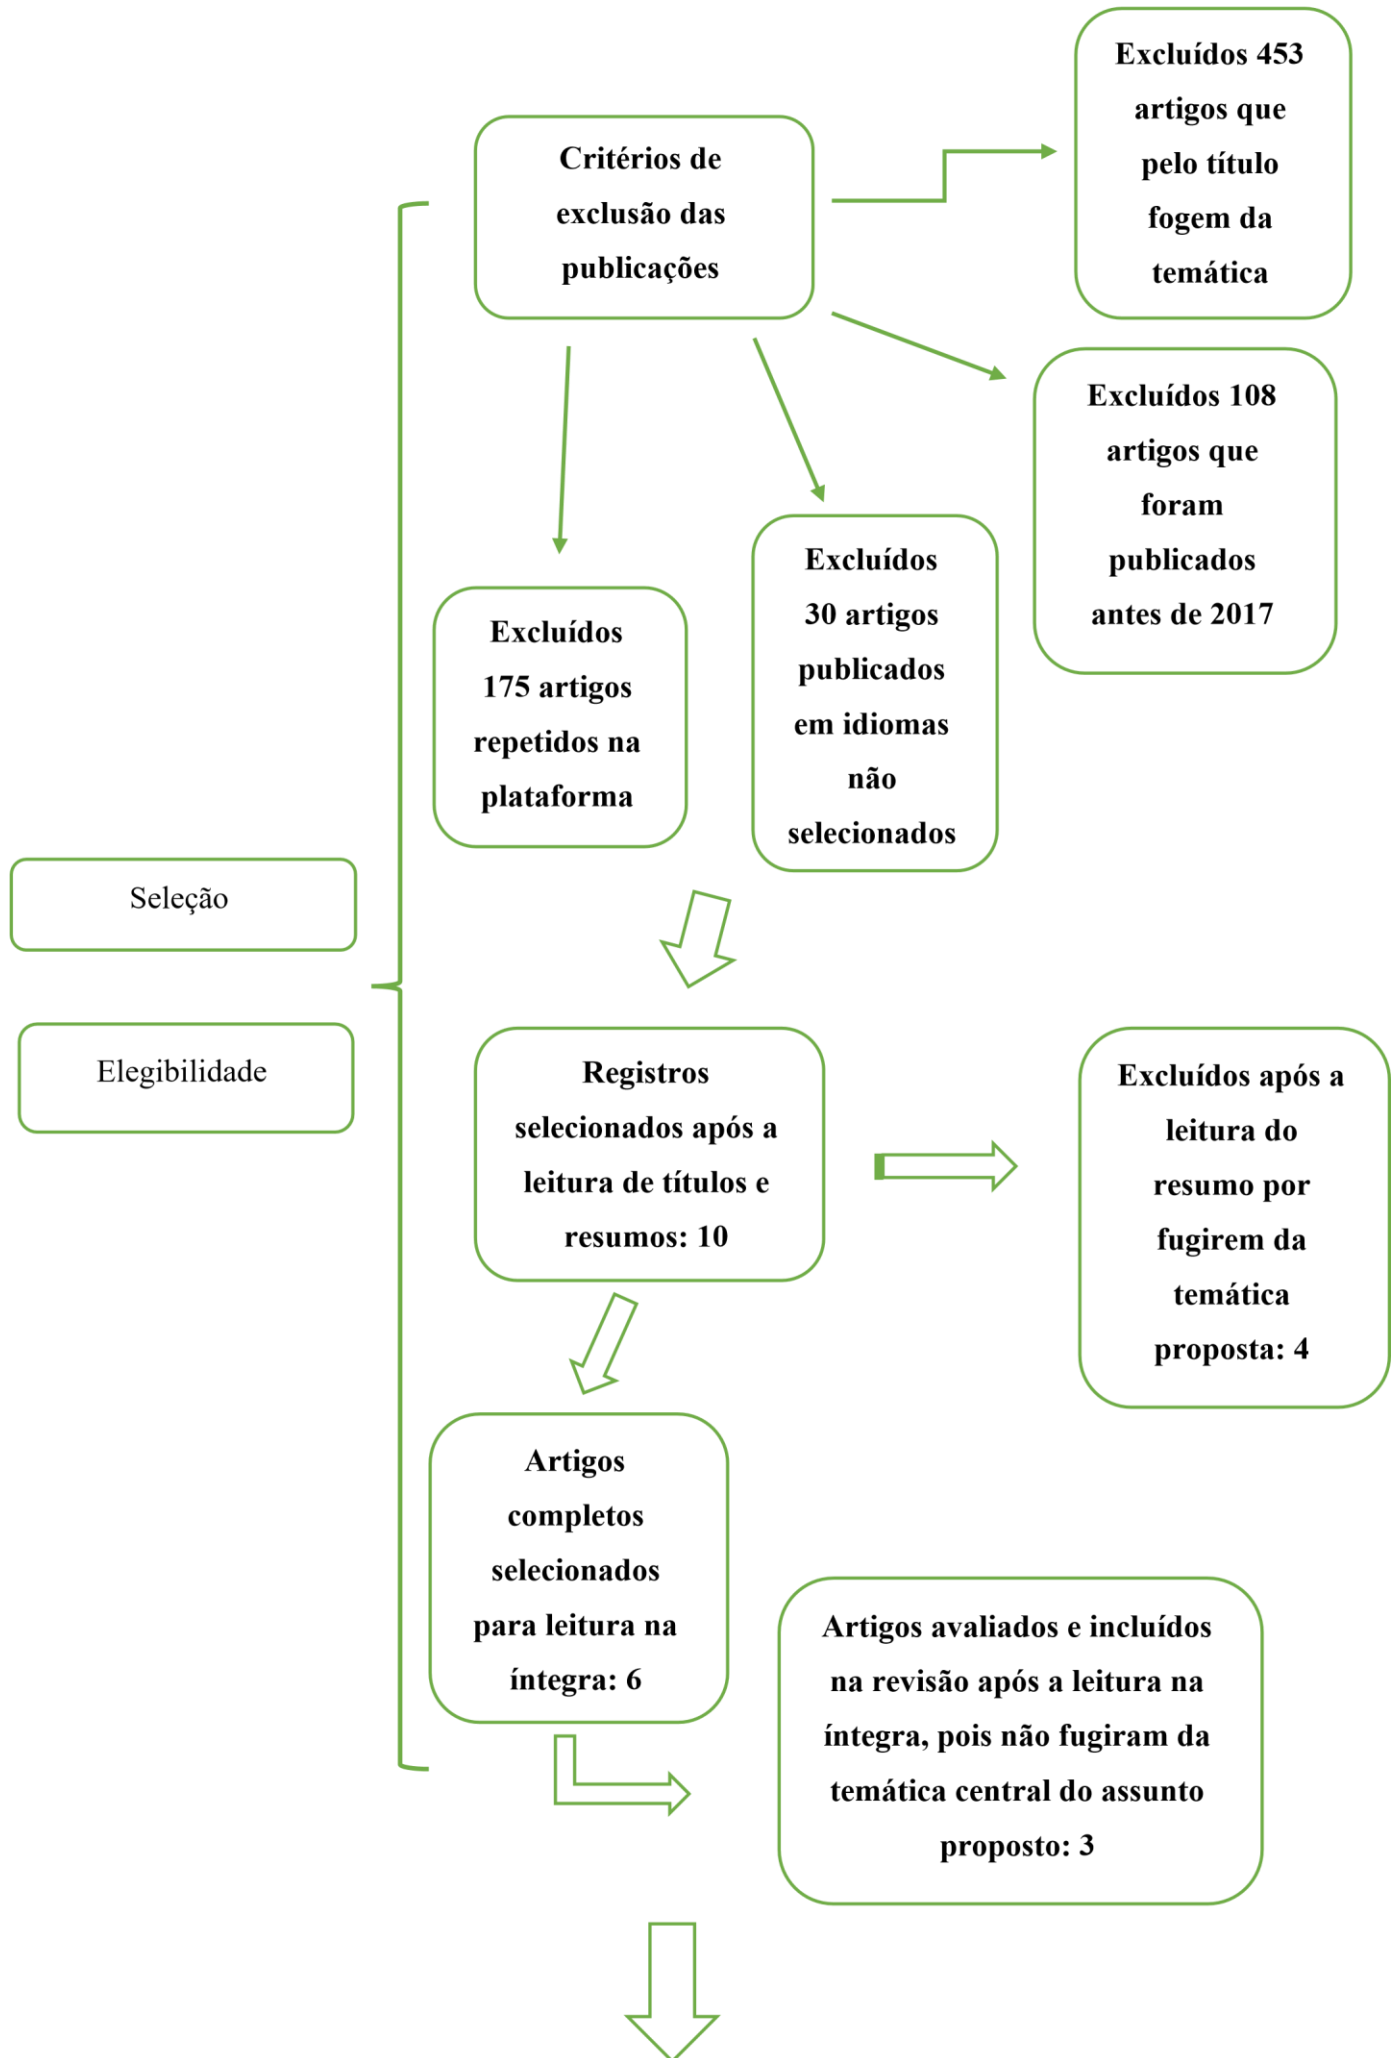 Critérios de
exclusão das
publicações
Excluídos 453
artigos que
pelo título
fogem da
temática
Excluídos 108
artigos que
foram
publicados
antes de 2017
Excluídos
30 artigos
publicados
em idiomas
não
selecionados
Excluídos
175 artigos
repetidos na
plataforma
Seleção
Elegibilidade
Registros
selecionados após a
leitura de títulos e
resumos: 10
Excluídos após a
leitura do
resumo por
fugirem da
temática
proposta: 4
Artigos
completos
selecionados
para leitura na
íntegra: 6
Artigos avaliados e incluídos
na revisão após a leitura na
íntegra, pois não fugiram da
temática central do assunto
proposto: 3